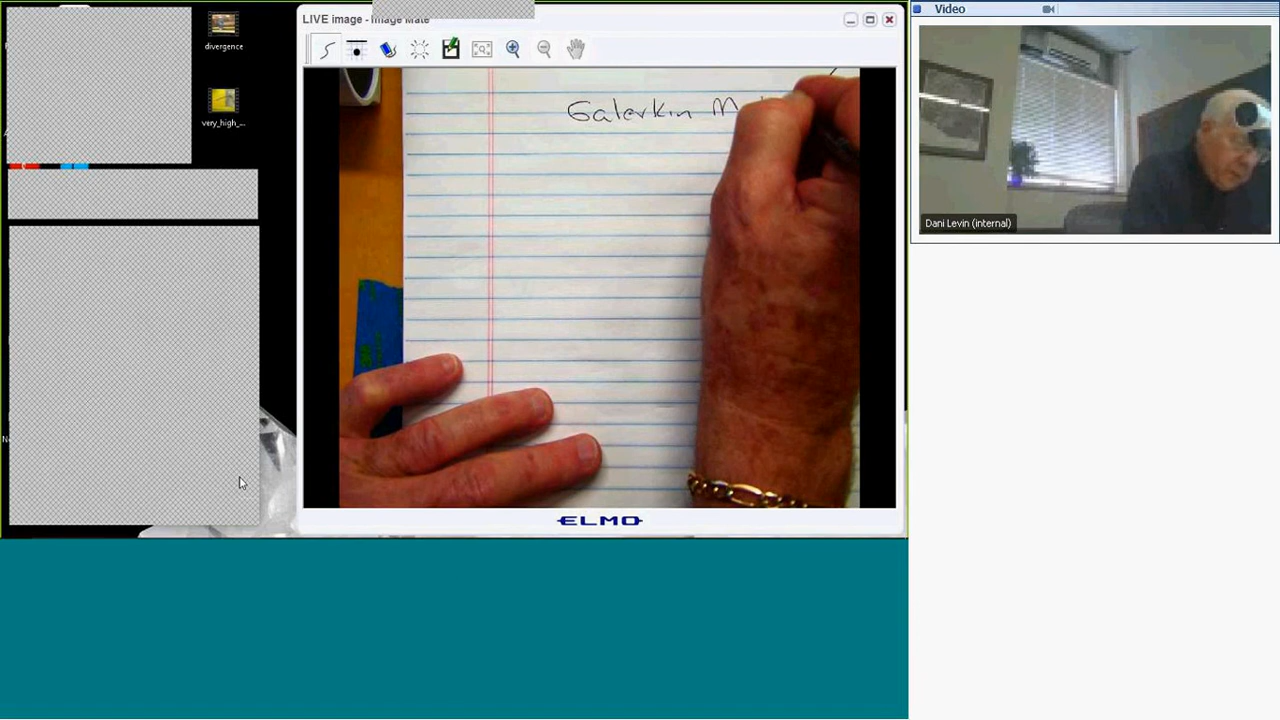 LIVE image - Image Mate
Video
divergence
very_high_...
Galerkin
Dani Levin (internal)
ELMO